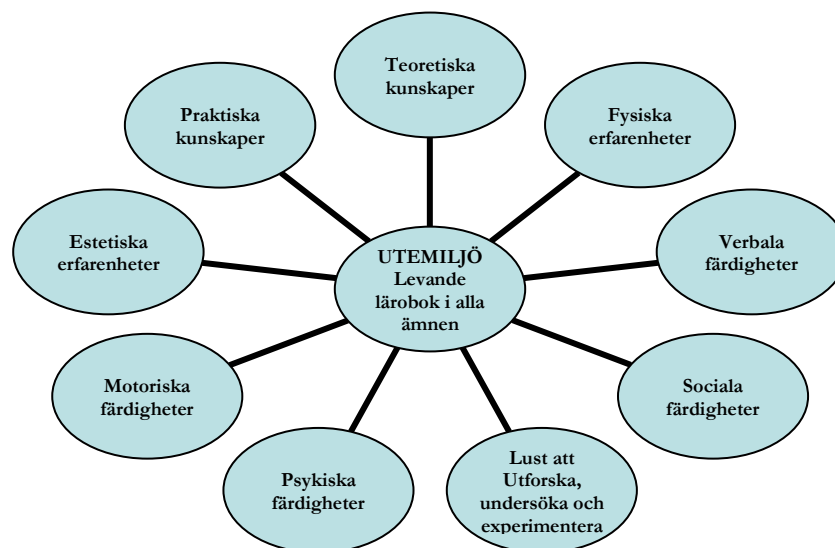 Teoretiska
kunskaper
Praktiska
kunskaper
Fysiska
erfarenheter
Estetiska
erfarenheter
UTEMILJÖ
Levande
lärobok i alla
ämnen
Verbala
färdigheter
Motoriska
färdigheter
Sociala
färdigheter
Psykiska
färdigheter
Lust att
Utforska,
undersöka och
experimentera